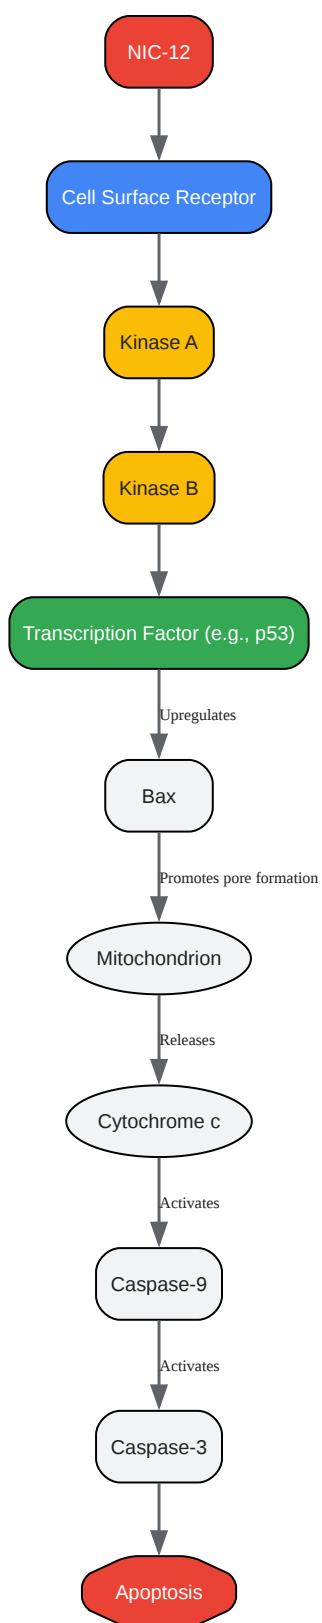 NIC-12
Cell Surface Receptor
Kinase A
Kinase B
Transcription Factor (e.g., p53)
Upregulates
Bax
Promotes pore formation
Mitochondrion
Releases
Cytochrome c
Activates
Caspase-9
Activates
Caspase-3
Apoptosis